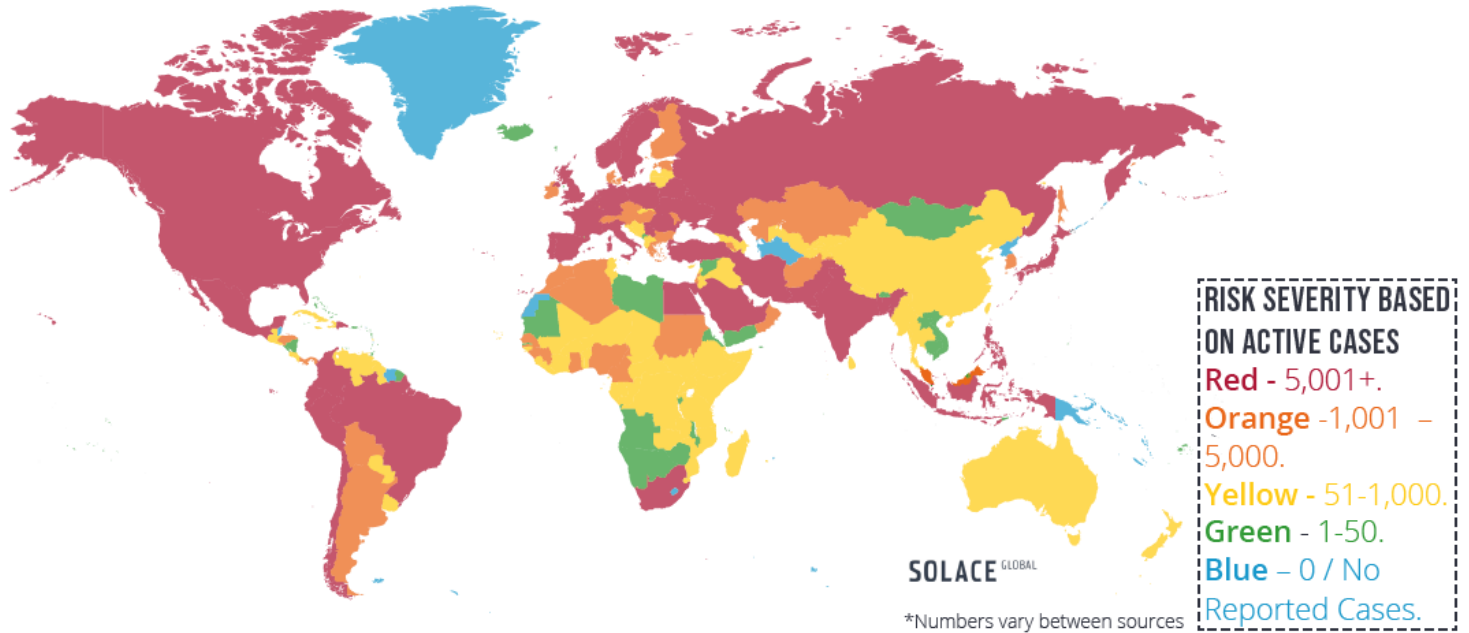 RISK SEVERITY BASED
ON ACTIVE CASES
Red - 5,001+.
Orange -1,001 –
5,000.
Yellow - 51-1,000.
Green - 1-50.
Blue – 0 / No
Reported Cases.
SOLACE GLOBAL
*Numbers vary between sources